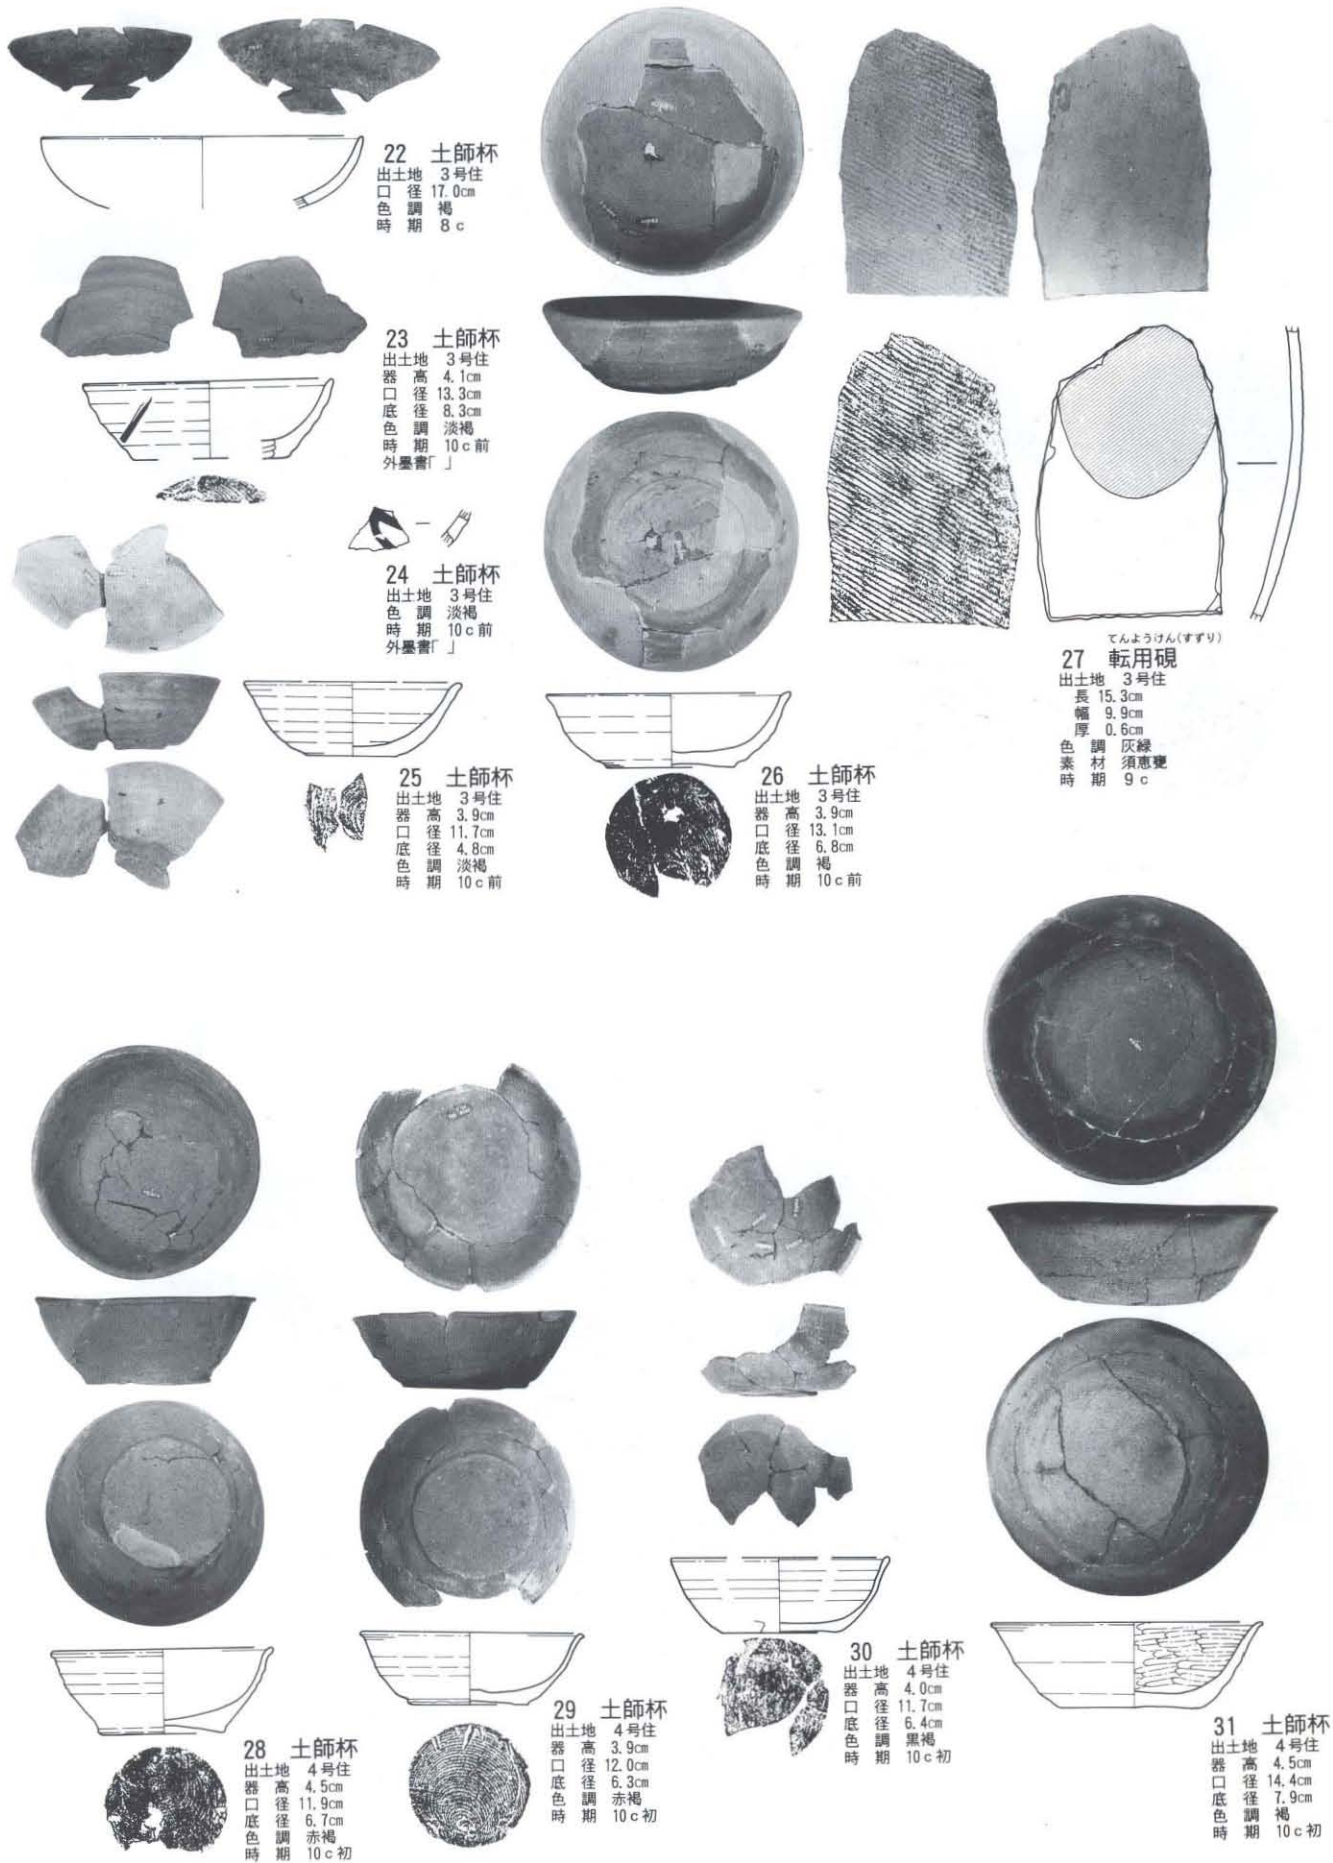 22 土師杯
出土地 3号住
口径 17.0cm
色調 褐
時期 8c
23 土師杯
出土地 3号住
器高 4.1cm
口径 13.3cm
底径 8.3cm
色調 淡褐
時期 10c前
外墨書「 」
24 土師杯
出土地 3号住
色調 淡褐
時期 10c前
外墨書「 」
25 土師杯
出土地 3号住
器高 3.9cm
口径 11.7cm
底径 4.8cm
色調 淡褐
時期 10c前
26 土師杯
出土地 3号住
器高 3.9cm
口径 13.1cm
底径 6.8cm
色調 褐
時期 10c前
てんようけん(すずり)
27 転用硯
出土地 3号住
長 15.3cm
幅 9.9cm
厚 0.6cm
色調 灰緑
素材 須恵甕
時期 9c
28 土師杯
出土地 4号住
器高 4.5cm
口径 11.9cm
底径 6.7cm
色調 赤褐
時期 10c初
29 土師杯
出土地 4号住
器高 3.9cm
口径 12.0cm
底径 6.3cm
色調 赤褐
時期 10c初
30 土師杯
出土地 4号住
器高 4.0cm
口径 11.7cm
底径 6.4cm
色調 黒褐
時期 10c初
31 土師杯
出土地 4号住
器高 4.5cm
口径 14.4cm
底径 7.9cm
色調 褐
時期 10c初